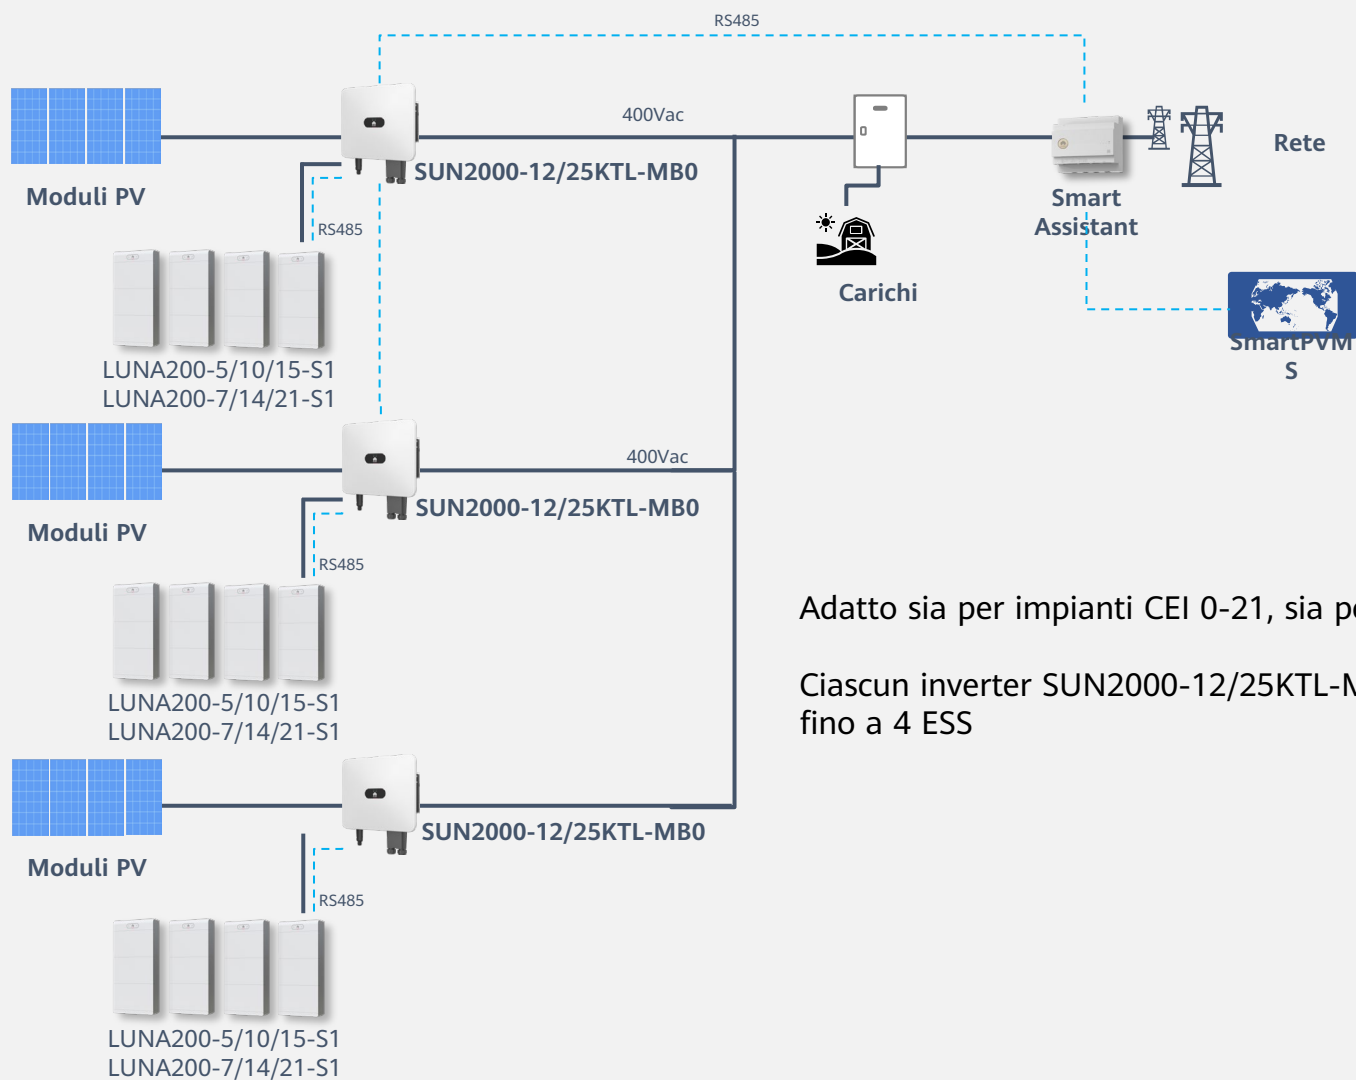 RS485
400Vac
SUN2000-12/25KTL-MB0
Moduli PV
RS485
Rete
Smart
Assistant
Carichi
SmartPVM
S
LUNA200-5/10/15-S1
LUNA200-7/14/21-S1
400Vac
SUN2000-12/25KTL-MB0
Moduli PV
RS485
LUNA200-5/10/15-S1
LUNA200-7/14/21-S1
Adatto sia per impianti CEI 0-21, sia
Ciascun inverter SUN2000-12/25KTL-
fino a 4 ESS
SUN2000-12/25KTL-MB0
Moduli PV
RS485
LUNA200-5/10/15-S1
LUNA200-7/14/21-S1